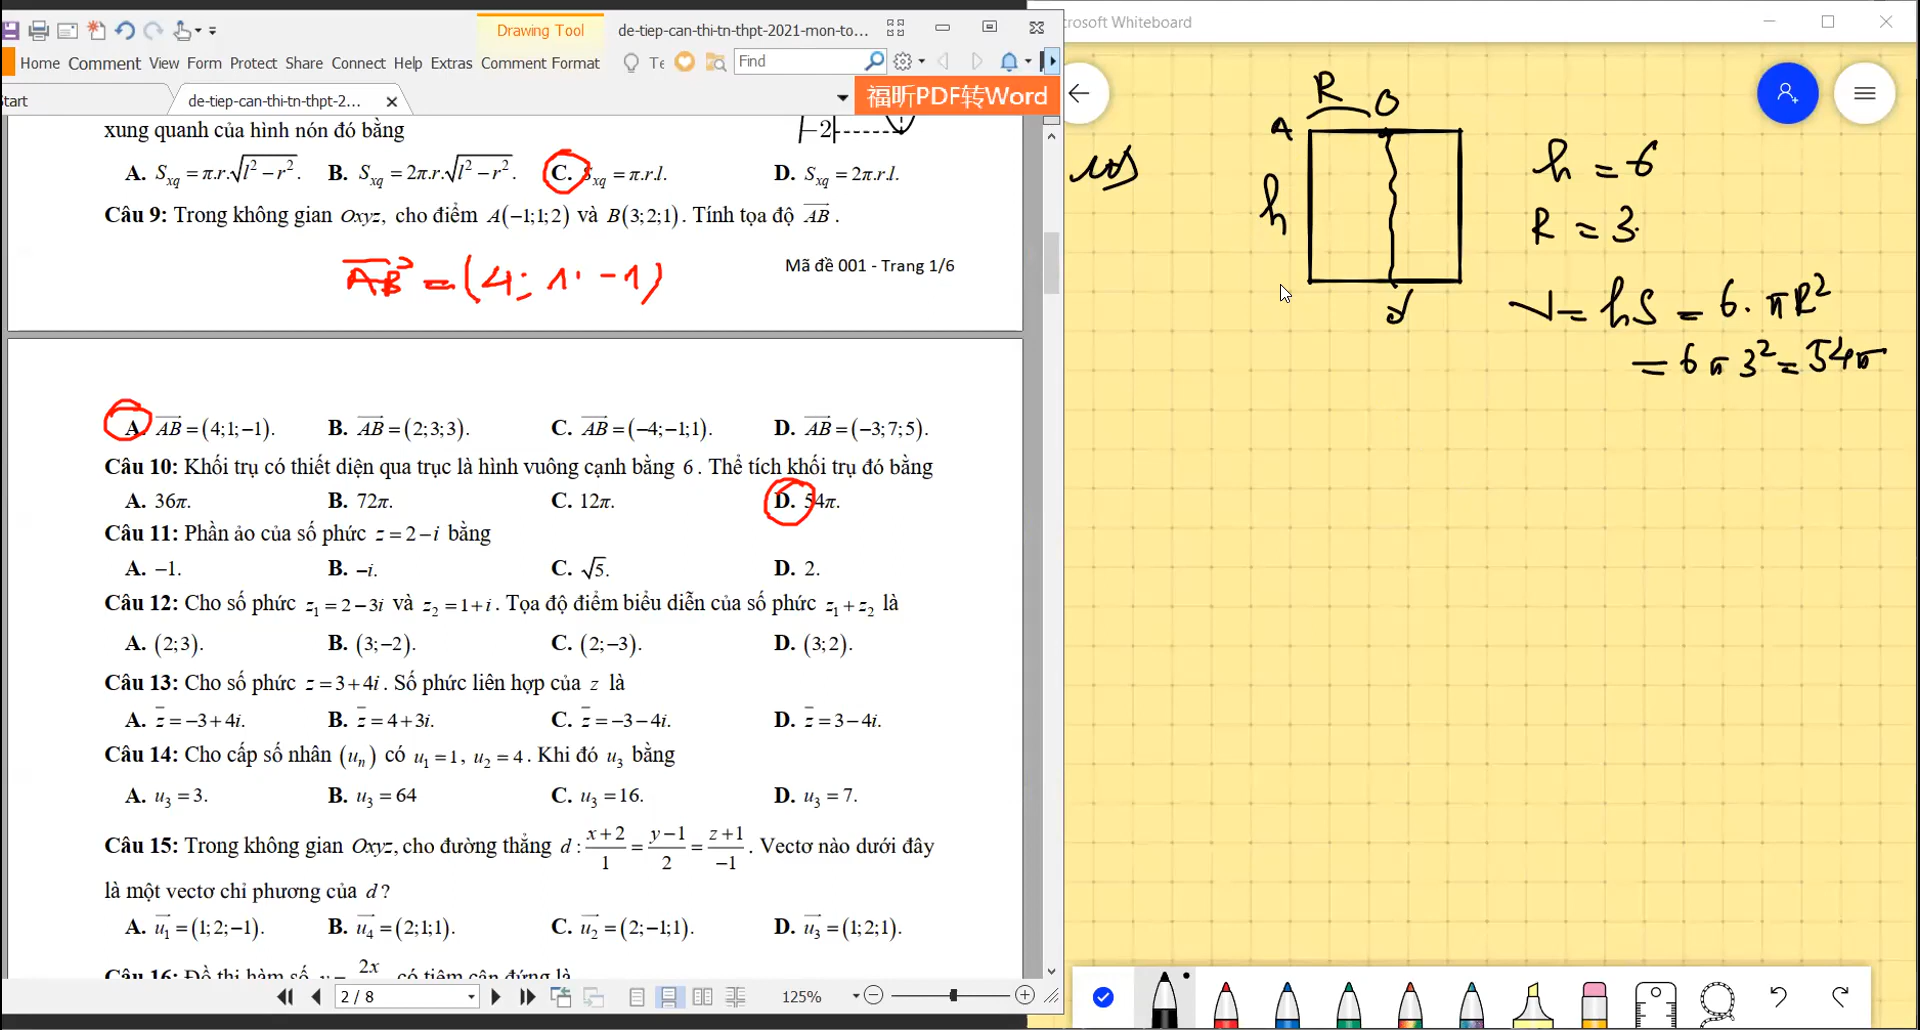 Drawing Tool
de-tiep-can-thi-tn-thpt-2021-mon-to...
Home Comment View Form Protect Share Connect Help Extras Comment Format
Find
tart
de-tiep-can-thi-tn-thpt-2...
福昕PDF转Word
xung quanh của hình nón đó bằng
-2
A. S_xq = π.r.√(l² − r²). B. S_xq = 2π.r.√(l² − r²). C. S_xq = π.r.l. D. S_xq = 2π.r.l.
Câu 9: Trong không gian Oxyz, cho điểm A(−1;1;2) và B(3;2;1). Tính tọa độ AB.
AB = (4; 1; −1)
Mã đề 001 - Trang 1/6
A. AB = (4;1;−1). B. AB = (2;3;3). C. AB = (−4;−1;1). D. AB = (−3;7;5).
Câu 10: Khối trụ có thiết diện qua trục là hình vuông cạnh bằng 6. Thể tích khối trụ đó bằng
A. 36π. B. 72π. C. 12π. D. 54π.
Câu 11: Phần ảo của số phức z = 2 − i bằng
A. −1. B. −i. C. √5. D. 2.
Câu 12: Cho số phức z₁ = 2 − 3i và z₂ = 1 + i. Tọa độ điểm biểu diễn của số phức z₁ + z₂ là
A. (2;3). B. (3;−2). C. (2;−3). D. (3;2).
Câu 13: Cho số phức z = 3 + 4i. Số phức liên hợp của z là
A. z̄ = −3 + 4i. B. z̄ = 4 + 3i. C. z̄ = −3 − 4i. D. z̄ = 3 − 4i.
Câu 14: Cho cấp số nhân (uₙ) có u₁ = 1, u₂ = 4. Khi đó u₃ bằng
A. u₃ = 3. B. u₃ = 64 C. u₃ = 16. D. u₃ = 7.
Câu 15: Trong không gian Oxyz, cho đường thẳng d: (x+2)/1 = (y−1)/2 = (z+1)/−1. Vectơ nào dưới đây
là một vectơ chỉ phương của d?
A. u₁ = (1;2;−1). B. u₄ = (2;1;1). C. u₂ = (2;−1;1). D. u₃ = (1;2;1).
Câu 16: Đồ thị hàm số y = 2x có tiệm cận đứng là
2 / 8
125%
rosoft Whiteboard
R O
A
h
h = 6
R = 3
V = hS = 6. πR²
= 6π3² = 54π